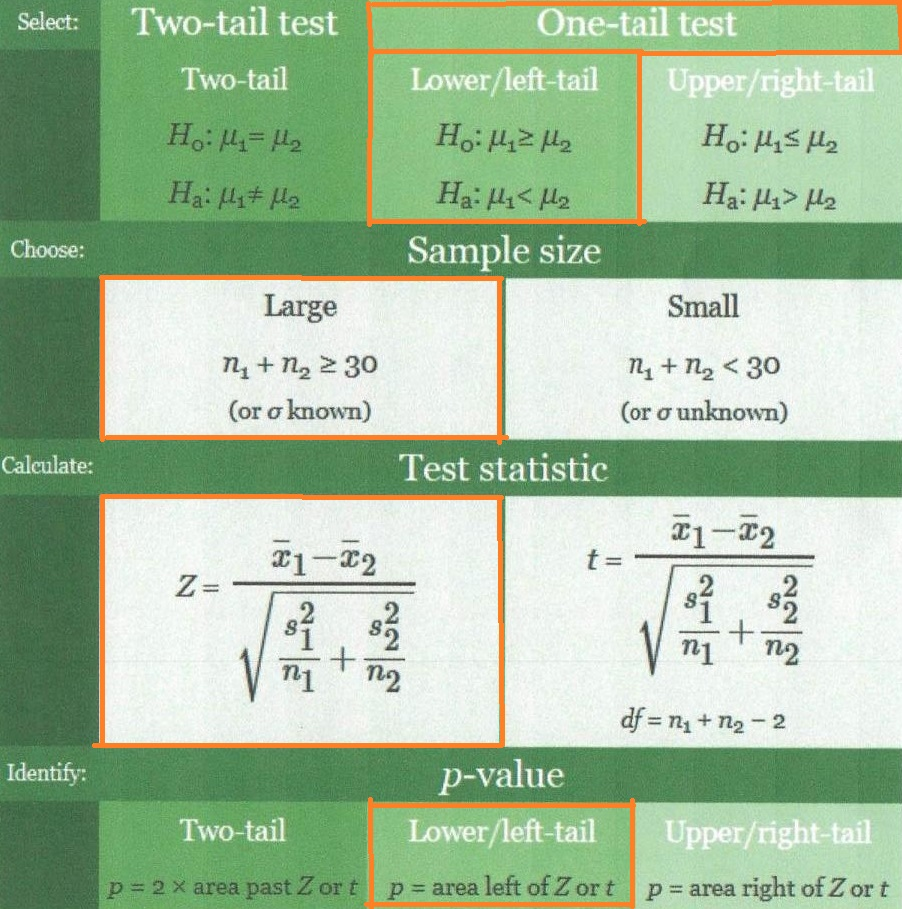 Select: Two-tail test One-tail test
Two-tail Lower/left-tail Upper/right-tail
Hₒ: μ₁= μ₂ Hₒ: μ₁≥ μ₂ Hₒ: μ₁≤ μ₂
Hₐ: μ₁≠ μ₂ Hₐ: μ₁< μ₂ Hₐ: μ₁> μ₂
Choose: Sample size
Large Small
n₁ + n₂ ≥ 30 n₁ + n₂ < 30
(or σ known) (or σ unknown)
Calculate: Test statistic
Z = (x̄₁−x̄₂) / √(s₁²/n₁ + s₂²/n₂) t = (x̄₁−x̄₂) / √(s₁²/n₁ + s₂²/n₂)
df = n₁ + n₂ − 2
Identify: p-value
Two-tail Lower/left-tail Upper/right-tail
p = 2 × area past Z or t p = area left of Z or t p = area right of Z or t